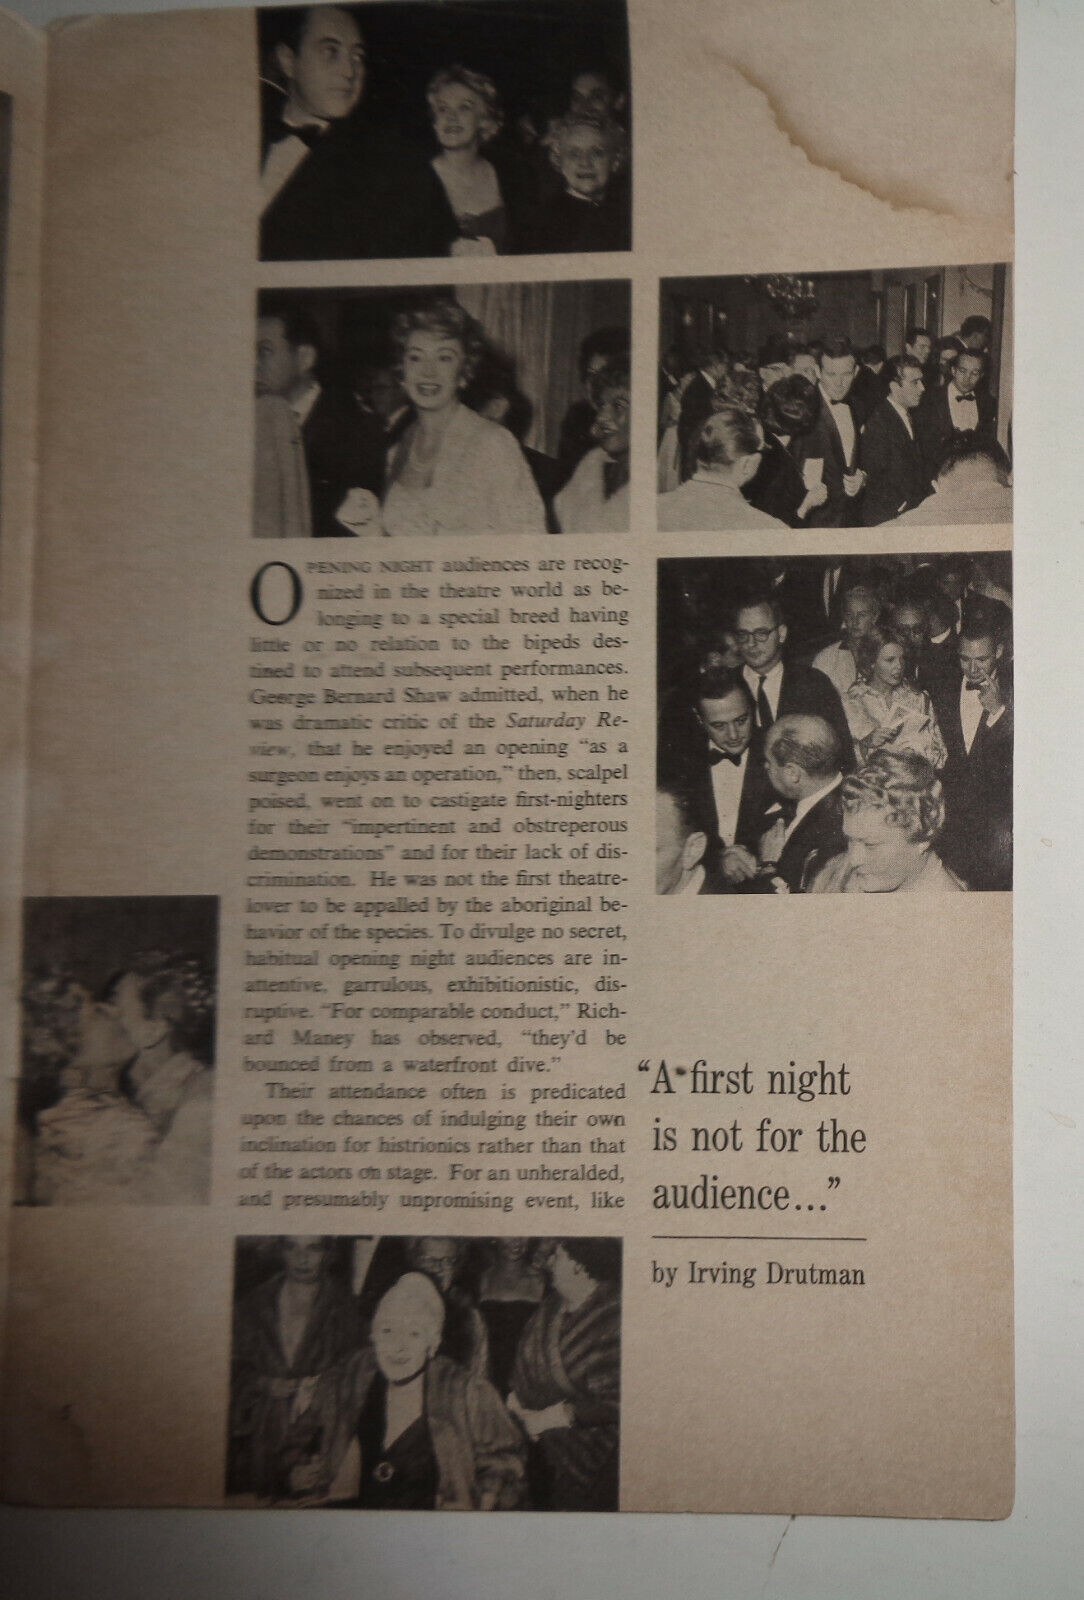 OPENING NIGHT audiences are recog-
nized in the theatre world as be-
longing to a special breed having
little or no relation to the bipeds des-
tined to attend subsequent performances.
George Bernard Shaw admitted, when he
was dramatic critic of the Saturday Re-
view, that he enjoyed an opening “as a
surgeon enjoys an operation,” then, scalpel
poised, went on to castigate first-nighters
for their “impertinent and obstreperous
demonstrations” and for their lack of dis-
crimination. He was not the first theatre-
lover to be appalled by the aboriginal be-
havior of the species. To divulge no secret,
habitual opening night audiences are in-
attentive, garrulous, exhibitionistic, dis-
ruptive. “For comparable conduct,” Rich-
ard Maney has observed, “they’d be
bounced from a waterfront dive.”
Their attendance often is predicated
upon the chances of indulging their own
inclination for histrionics rather than that
of the actors on stage. For an unheralded,
and presumably unpromising event, like
“A first night
is not for the
audience...”
by Irving Drutman